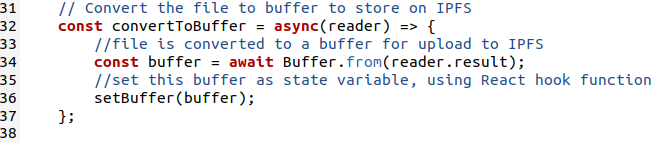 31 // Convert the file to buffer to store on IPFS
32 const convertToBuffer = async(reader) => {
33 //file is converted to a buffer for upload to IPFS
34 const buffer = await Buffer.from(reader.result);
35 //set this buffer as state variable, using React hook function
36 setBuffer(buffer);
37 };
38